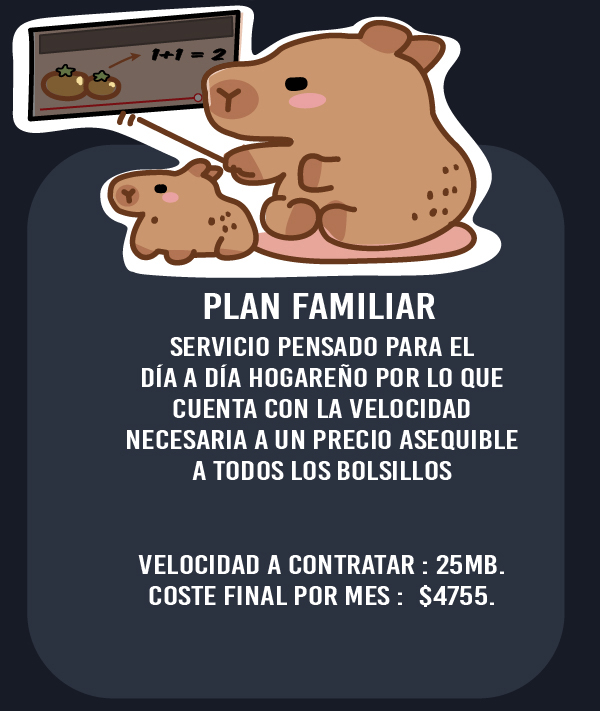 1+1 = 2
PLAN FAMILIAR
SERVICIO PENSADO PARA EL
DÍA A DÍA HOGAREÑO POR LO QUE
CUENTA CON LA VELOCIDAD
NECESARIA A UN PRECIO ASEQUIBLE
A TODOS LOS BOLSILLOS
VELOCIDAD A CONTRATAR : 25MB.
COSTE FINAL POR MES : $4755.